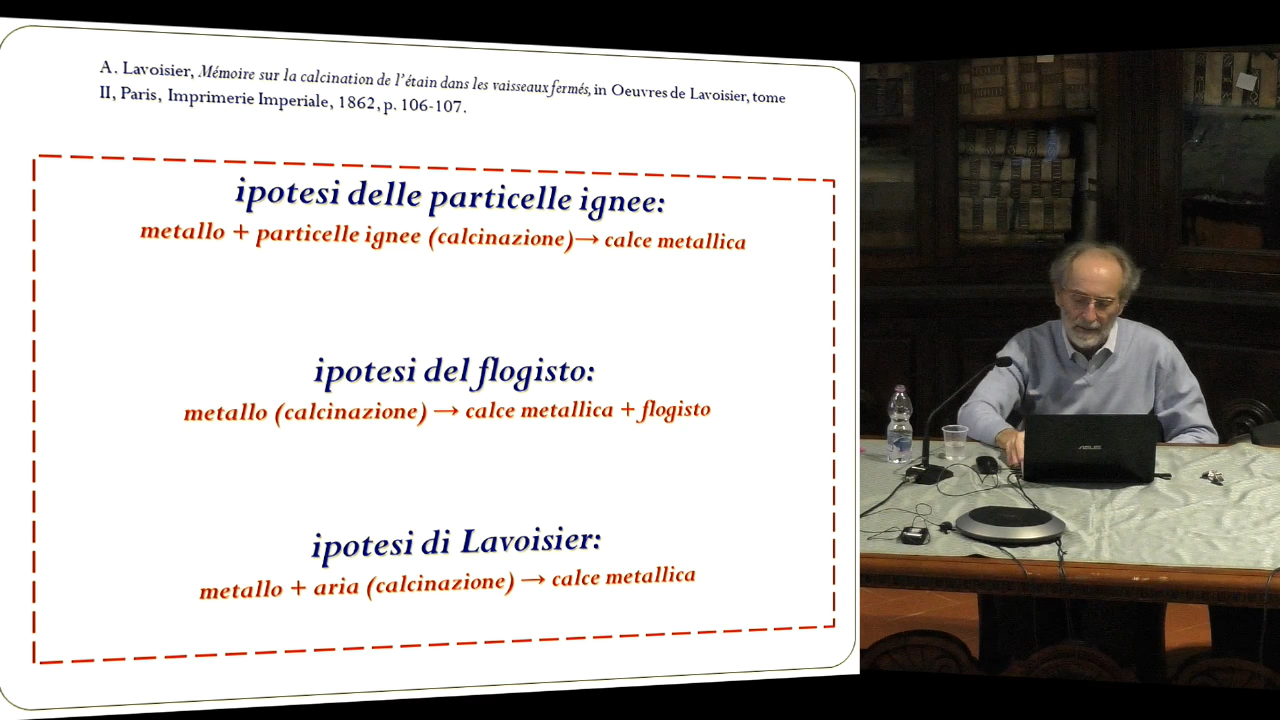 A. Lavoisier, Mémoire sur la calcination de l'étain dans les vaisseaux fermés, in Oeuvres de Lavoisier, tome
II, Paris, Imprimerie Imperiale, 1862, p. 106-107.
ipotesi delle particelle ignee:
metallo + particelle ignee (calcinazione)→ calce metallica
ipotesi del flogisto:
metallo (calcinazione) → calce metallica + flogisto
ipotesi di Lavoisier:
metallo + aria (calcinazione) → calce metallica
ASUS